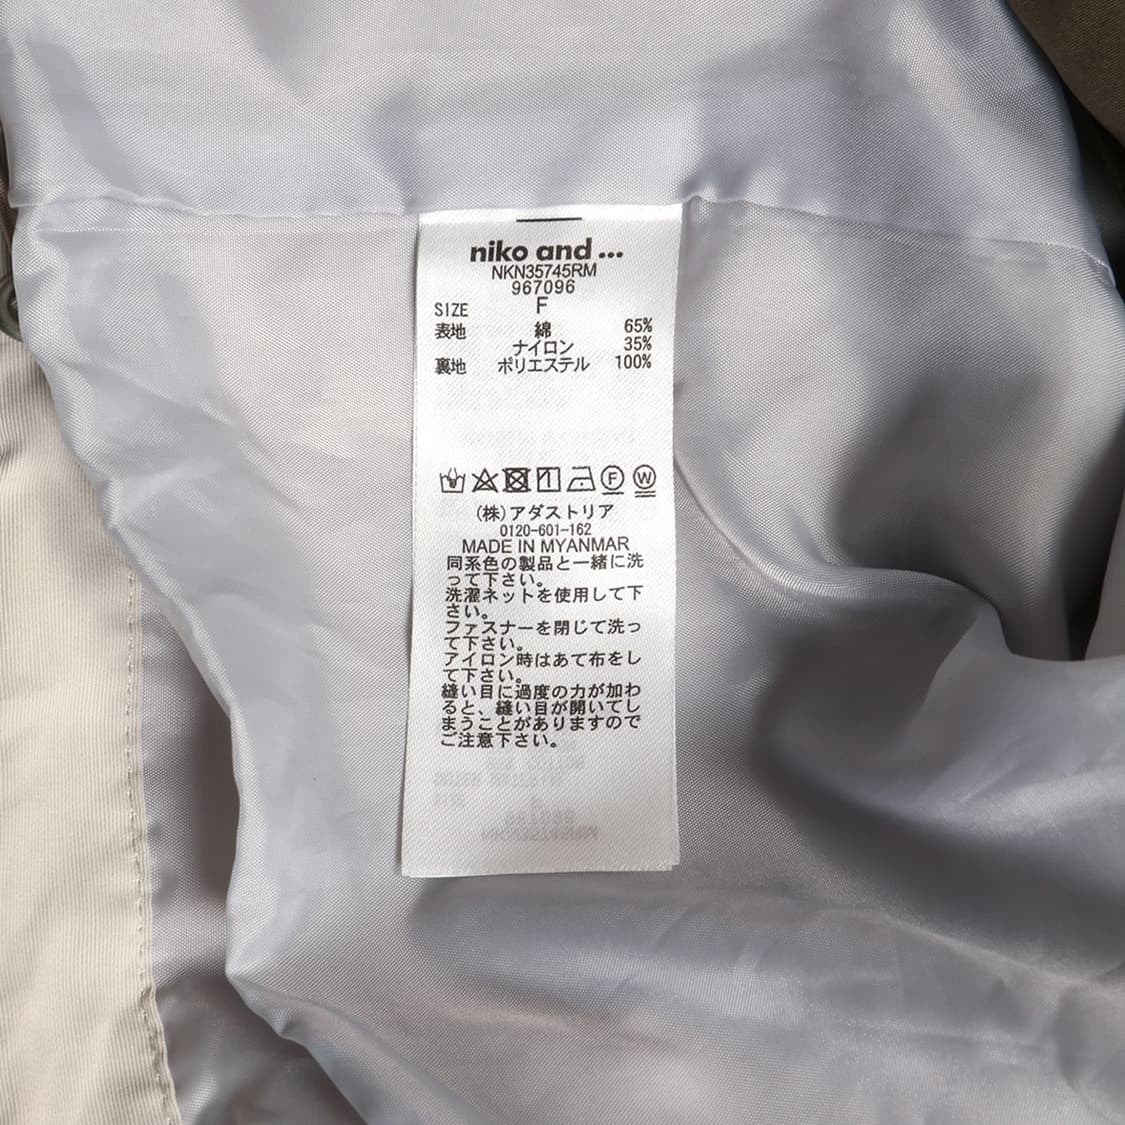 niko and ...
NKN35745RM
967096
SIZE F
表地 綿 65%
ナイロン 35%
裏地 ポリエステル 100%
F W
(株)アダストリア
0120-601-162
MADE IN MYANMAR
同系色の製品と一緒に洗
って下さい。
洗濯ネットを使用して下
さい。
ファスナーを閉じて洗っ
て下さい。
アイロン時はあて布をし
て下さい。
縫い目に過度の力が加わ
ると、縫い目が開いてし
まうことがありますので
ご注意下さい。